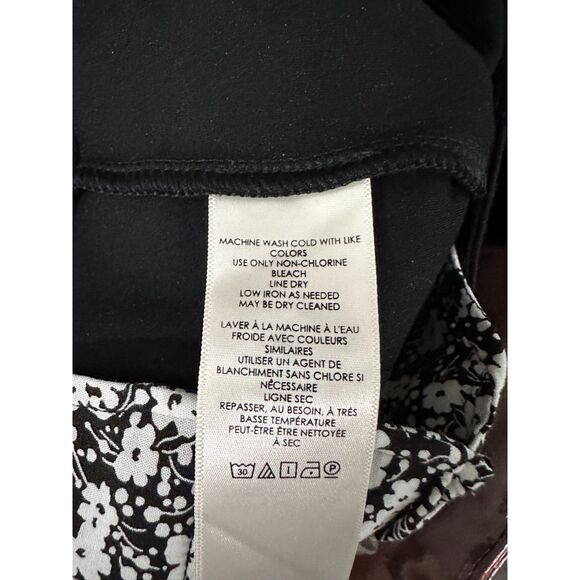 MACHINE WASH COLD WITH LIKE
COLORS
USE ONLY NON-CHLORINE
BLEACH
LINE DRY
LOW IRON AS NEEDED
MAY BE DRY CLEANED
LAVER À LA MACHINE À L'EAU
FROIDE AVEC COULEURS
SIMILAIRES
UTILISER UN AGENT DE
BLANCHIMENT SANS CHLORE SI
NÉCESSAIRE
LIGNE SEC
REPASSER, AU BESOIN, À TRÉS
BASSE TEMPÉRATURE
PEUT-ÊTRE ÊTRE NETTOYÉE
À SEC
30 P